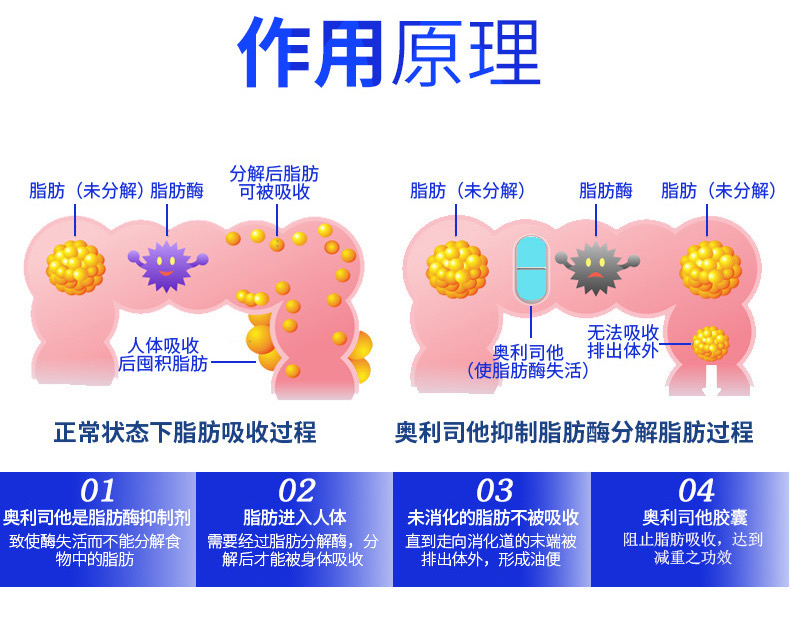 作用原理
分解后脂肪
可被吸收
脂肪（未分解）
脂肪酶
人体吸收
后囤积脂肪
脂肪（未分解）
脂肪酶
脂肪（未分解）
奥利司他
（使脂肪酶失活）
无法吸收
排出体外
正常状态下脂肪吸收过程
奥利司他抑制脂肪酶分解脂肪过程
01
奥利司他是脂肪酶抑制剂
致使酶失活而不能分解食
物中的脂肪
02
脂肪进入人体
需要经过脂肪分解酶，分
解后才能被身体吸收
03
未消化的脂肪不被吸收
直到走向消化道的末端被
排出体外，形成油便
04
奥利司他胶囊
阻止脂肪吸收，达到
减重之功效